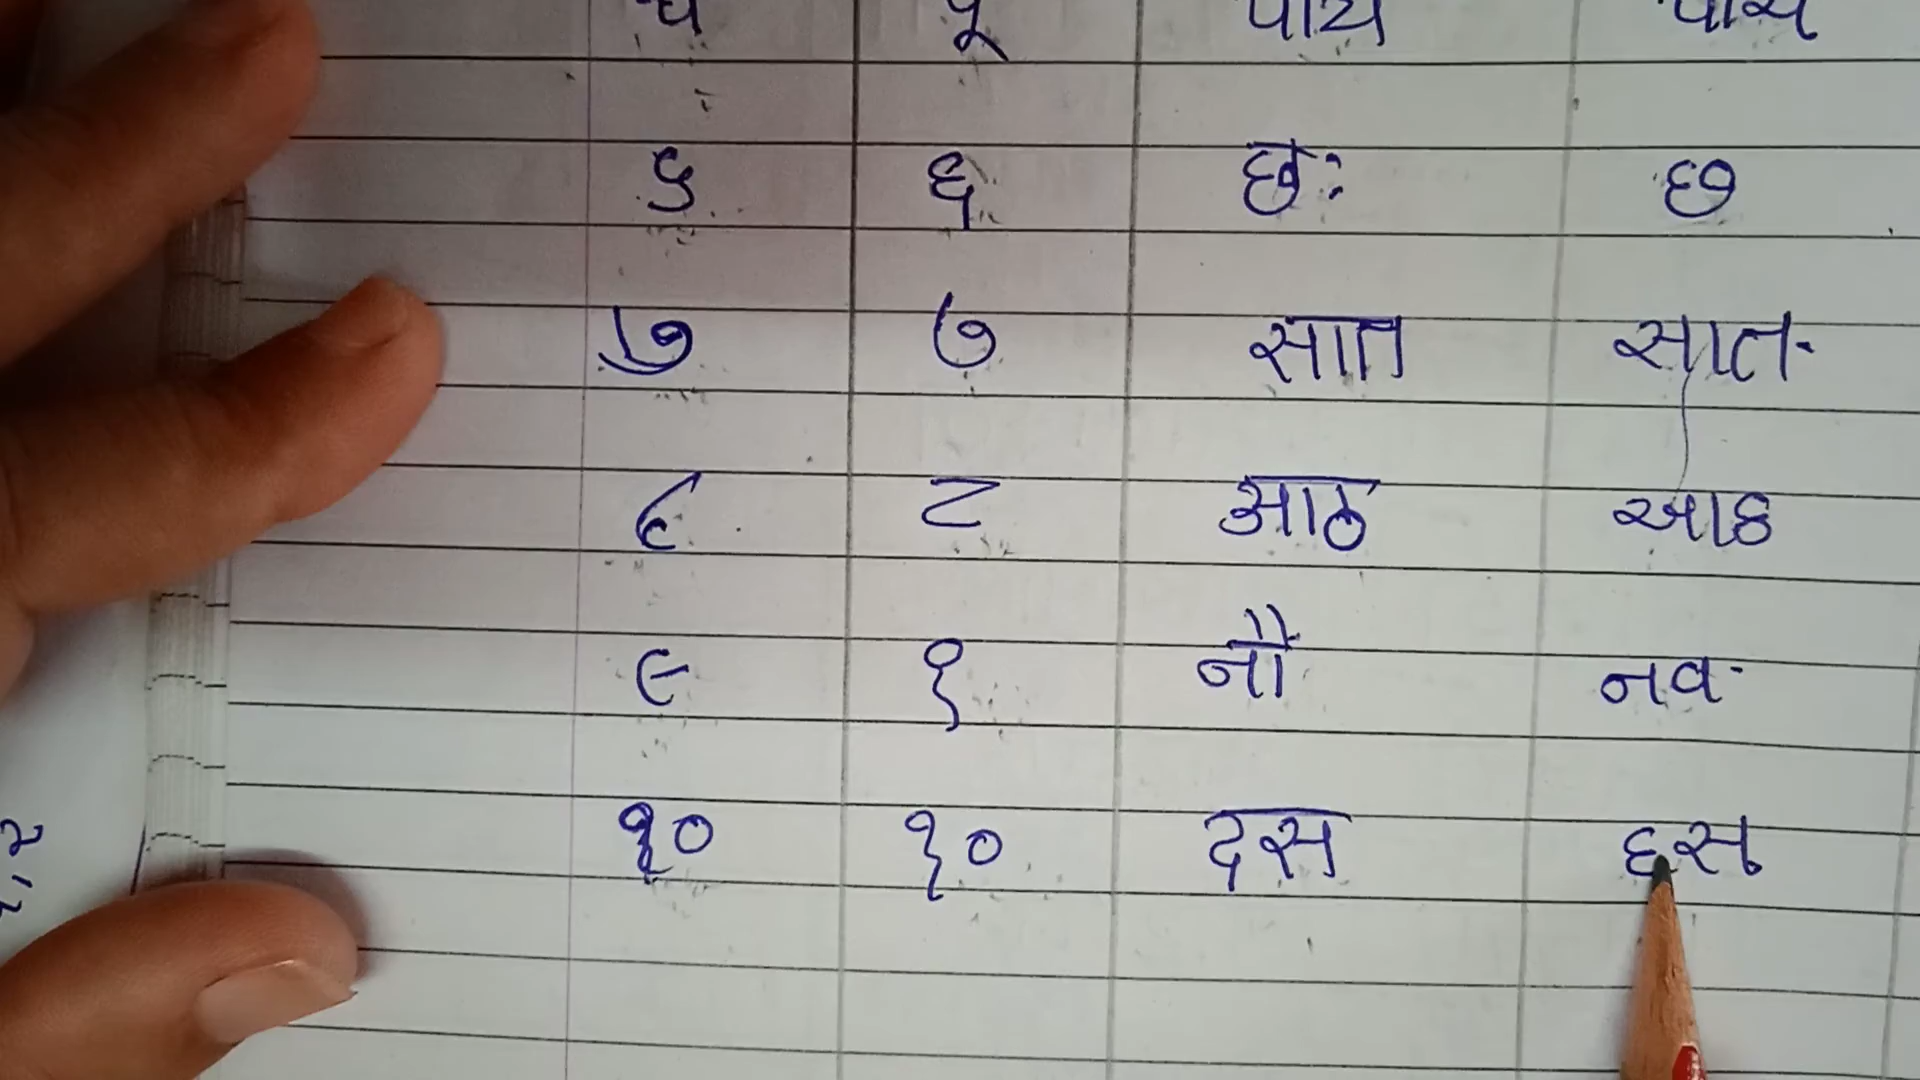 ૬ ६ छः છ
૭ ७ सात સાત
૮ ८ आठ આઠ
૯ ९ नौ નવ
૧૦ १० दस દસ